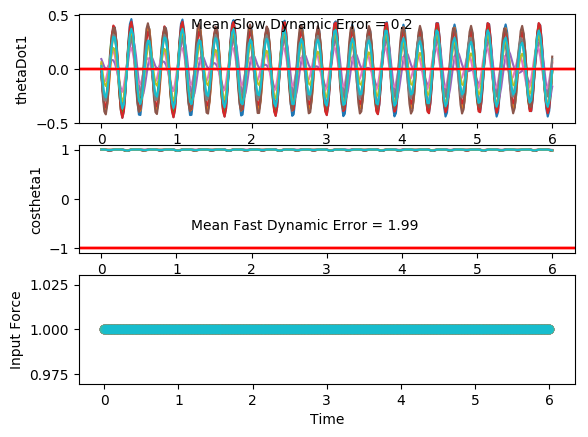 Mean Slow Dynamic Error = 0.2
0.5
0.0
−0.5
thetaDot1
0 1 2 3 4 5 6
1
0
−1
costheta1
Mean Fast Dynamic Error = 1.99
0 1 2 3 4 5 6
1.025
1.000
0.975
Input Force
0 1 2 3 4 5 6
Time